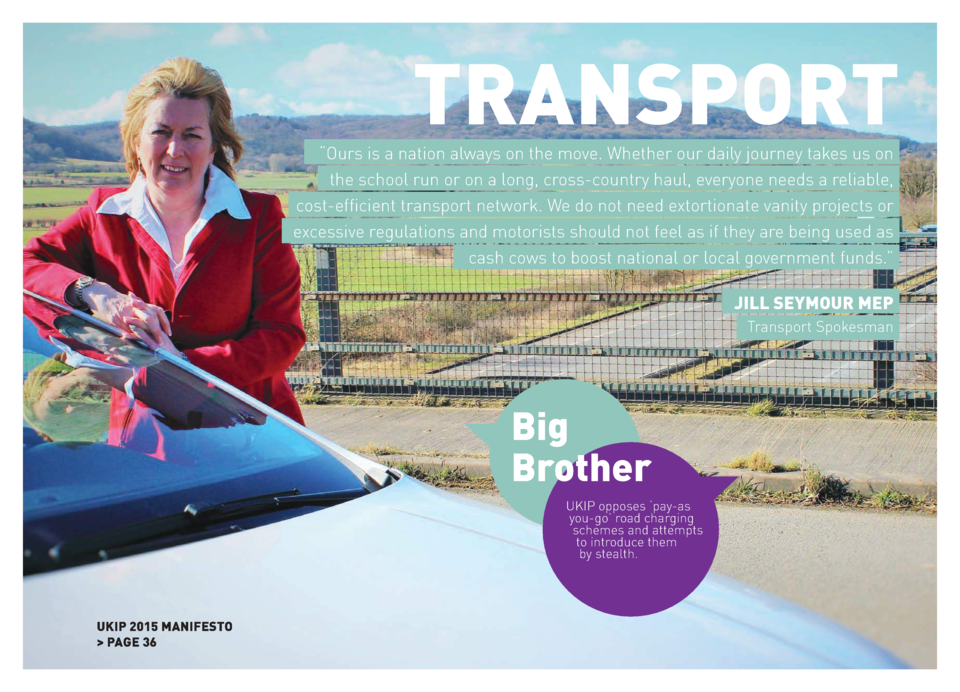 TRANSPORT
“Ours is a nation always on the move. Whether our daily journey takes us on
the school run or on a long, cross-country haul, everyone needs a reliable,
cost-efficient transport network. We do not need extortionate vanity projects or
excessive regulations and motorists should not feel as if they are being used as
cash cows to boost national or local government funds.”
JILL SEYMOUR MEP
Transport Spokesman
Big
Brother
UKIP opposes ‘pay-as
you-go’ road charging
schemes and attempts
to introduce them
by stealth.
UKIP 2015 MANIFESTO
> PAGE 36